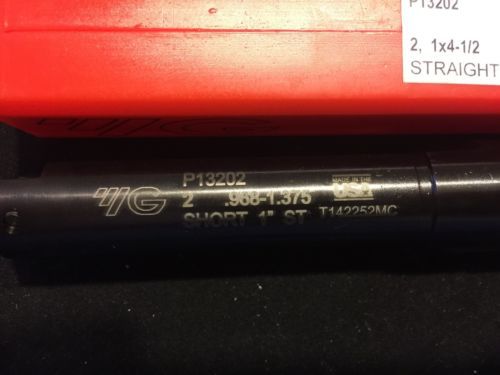 P13202
2, 1x4-1/2
STRAIGHT
YG
P13202
2 .968-1.375
SHORT 1" ST
MADE IN THE
USA
T142252MC